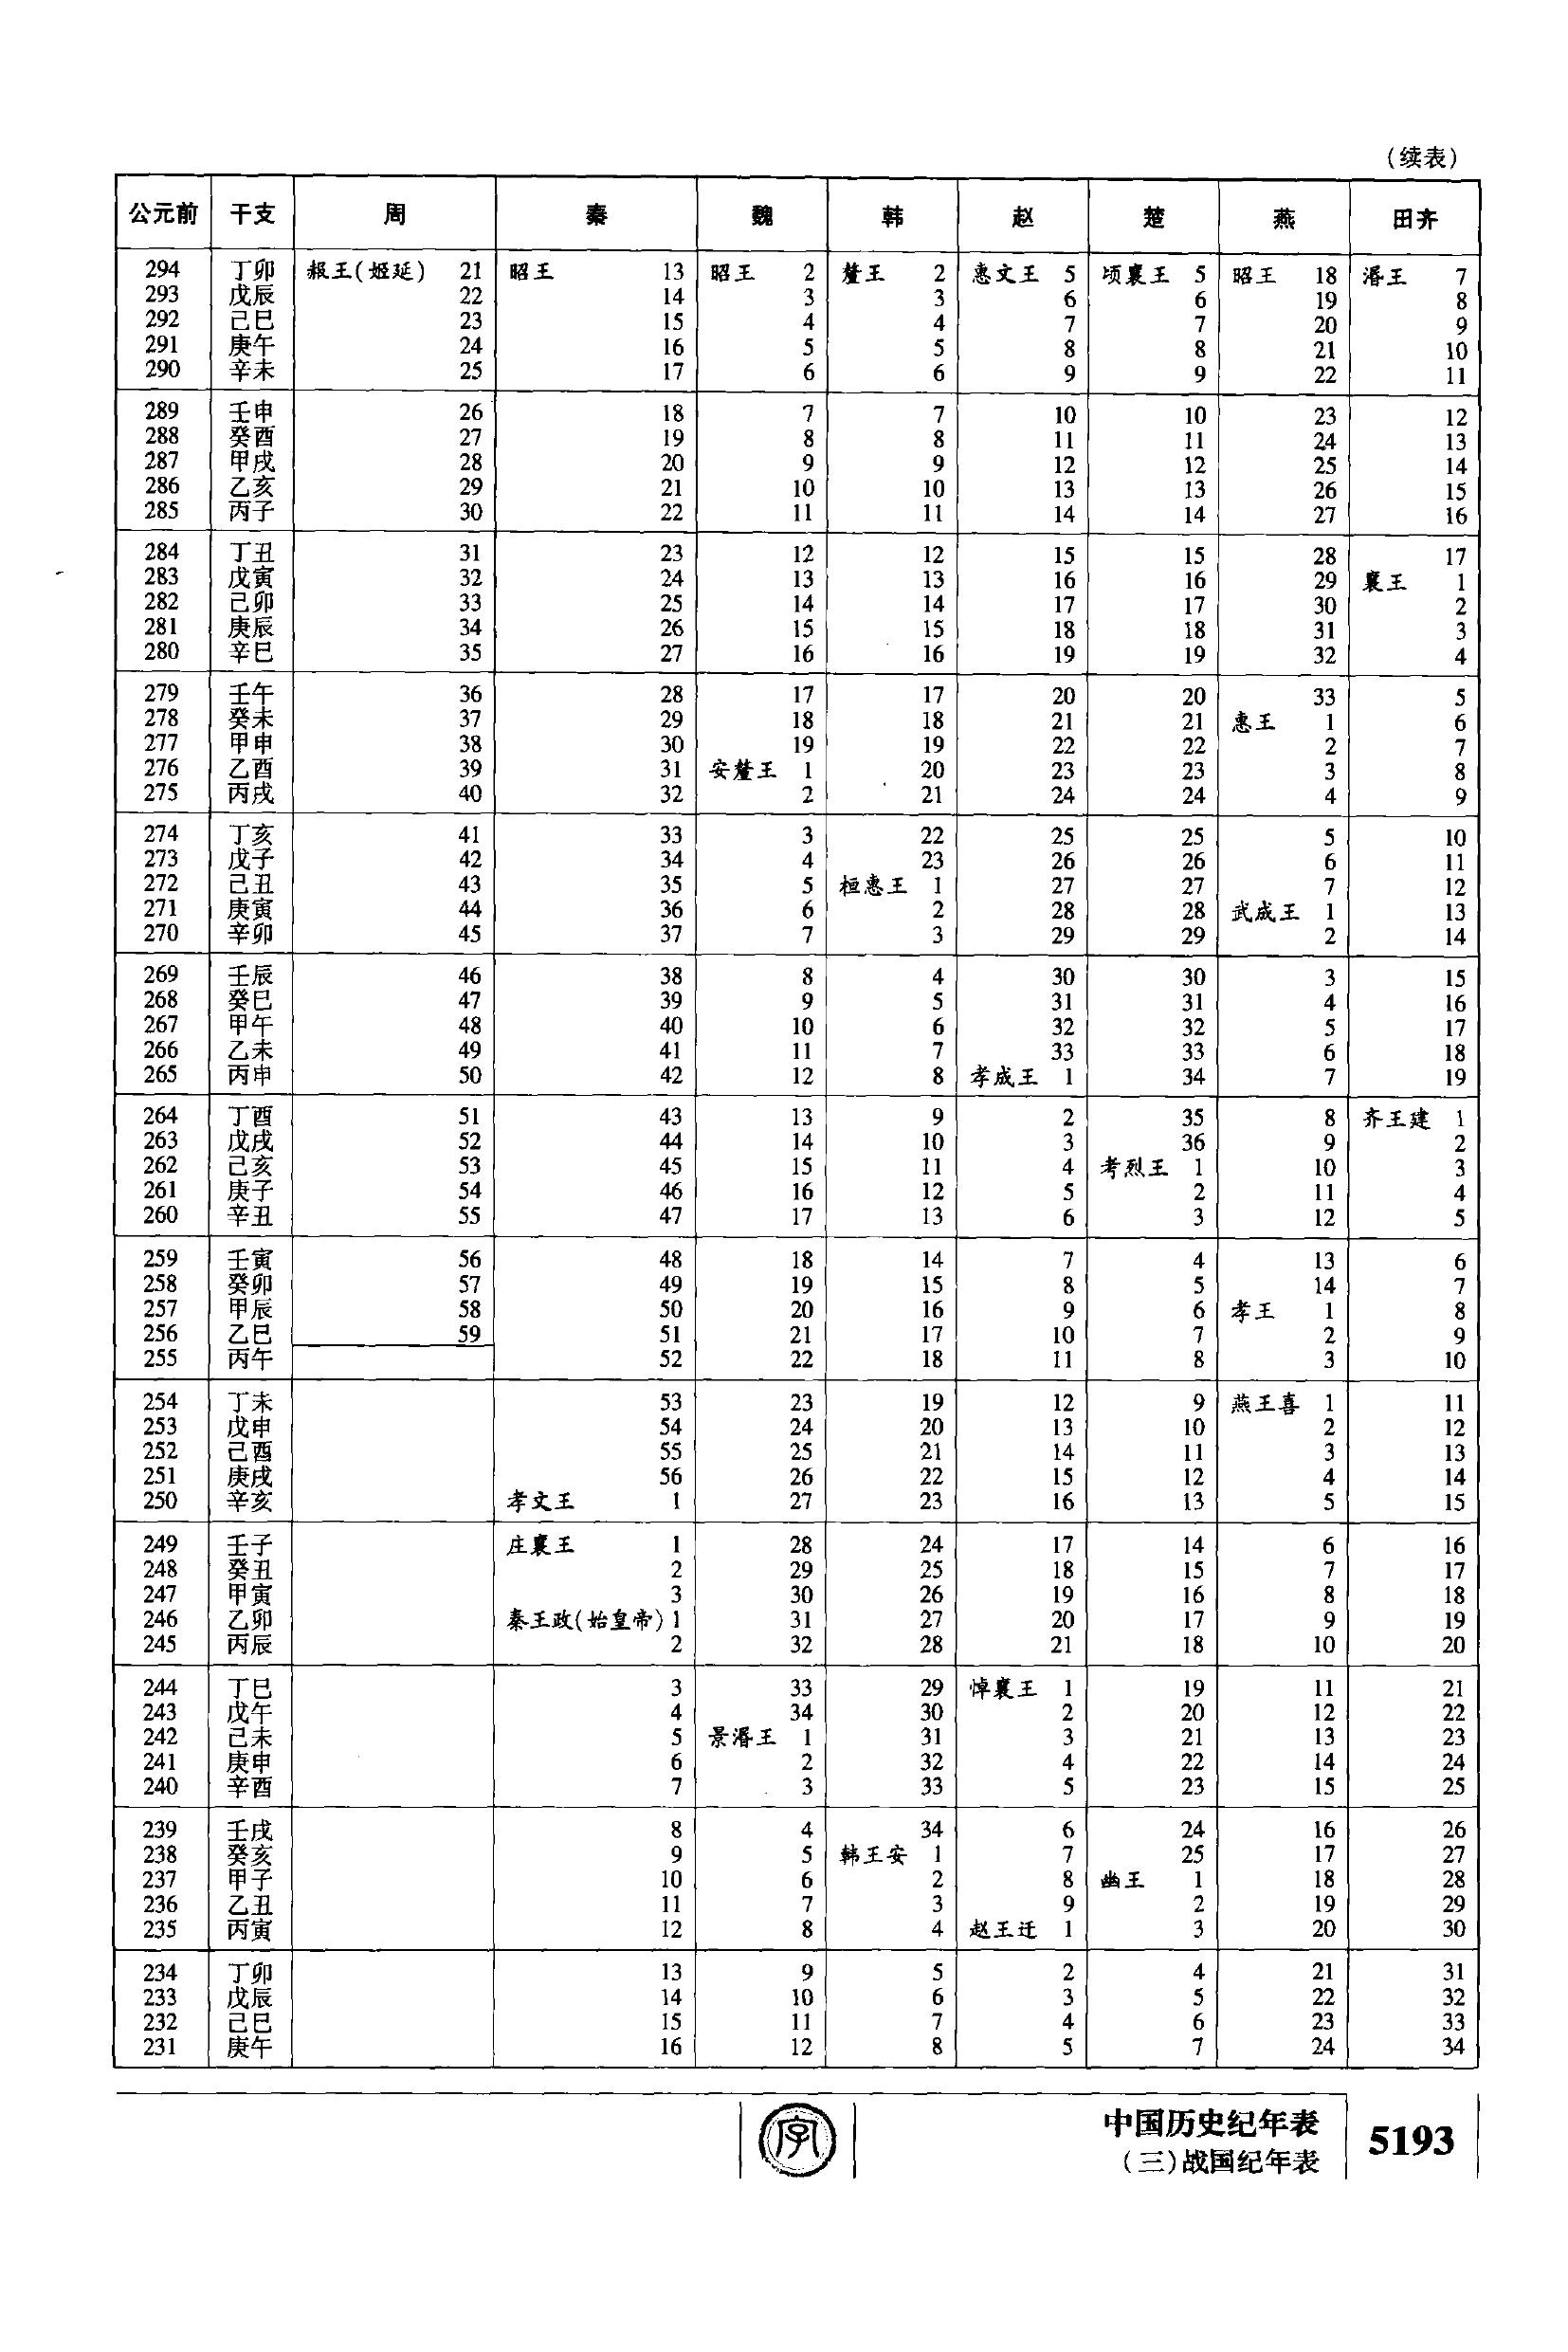 (续表)
公元前 干支 周 秦 魏 韩 赵 楚 燕 田齐
294 丁卯 赧王(姬延) 21 昭王 13 昭王 2 釐王 2 惠文王 5 顷襄王 5 昭王 18 湣王 7
293 戊辰 22 14 3 3 6 6 19 8
292 己巳 23 15 4 4 7 7 20 9
291 庚午 24 16 5 5 8 8 21 10
290 辛未 25 17 6 6 9 9 22 11
289 壬申 26 18 7 7 10 10 23 12
288 癸酉 27 19 8 8 11 11 24 13
287 甲戌 28 20 9 9 12 12 25 14
286 乙亥 29 21 10 10 13 13 26 15
285 丙子 30 22 11 11 14 14 27 16
284 丁丑 31 23 12 12 15 15 28 17
283 戊寅 32 24 13 13 16 16 29 襄王 1
282 己卯 33 25 14 14 17 17 30 2
281 庚辰 34 26 15 15 18 18 31 3
280 辛巳 35 27 16 16 19 19 32 4
279 壬午 36 28 17 17 20 20 33 5
278 癸未 37 29 18 18 21 21 惠王 1 6
277 甲申 38 30 19 19 22 22 2 7
276 乙酉 39 31 安釐王 1 20 23 23 3 8
275 丙戌 40 32 2 21 24 24 4 9
274 丁亥 41 33 3 22 25 25 5 10
273 戊子 42 34 4 23 26 26 6 11
272 己丑 43 35 5 桓惠王 1 27 27 7 12
271 庚寅 44 36 6 2 28 28 武成王 1 13
270 辛卯 45 37 7 3 29 29 2 14
269 壬辰 46 38 8 4 30 30 3 15
268 癸巳 47 39 9 5 31 31 4 16
267 甲午 48 40 10 6 32 32 5 17
266 乙未 49 41 11 7 33 33 6 18
265 丙申 50 42 12 8 孝成王 1 34 7 19
264 丁酉 51 43 13 9 2 35 8 齐王建 1
263 戊戌 52 44 14 10 3 36 9 2
262 己亥 53 45 15 11 4 考烈王 1 10 3
261 庚子 54 46 16 12 5 2 11 4
260 辛丑 55 47 17 13 6 3 12 5
259 壬寅 56 48 18 14 7 4 13 6
258 癸卯 57 49 19 15 8 5 14 7
257 甲辰 58 50 20 16 9 6 孝王 1 8
256 乙巳 59 51 21 17 10 7 2 9
255 丙午 52 22 18 11 8 3 10
254 丁未 53 23 19 12 9 燕王喜 1 11
253 戊申 54 24 20 13 10 2 12
252 己酉 55 25 21 14 11 3 13
251 庚戌 56 26 22 15 12 4 14
250 辛亥 孝文王 1 27 23 16 13 5 15
249 壬子 庄襄王 1 28 24 17 14 6 16
248 癸丑 2 29 25 18 15 7 17
247 甲寅 3 30 26 19 16 8 18
246 乙卯 秦王政(始皇帝) 1 31 27 20 17 9 19
245 丙辰 2 32 28 21 18 10 20
244 丁巳 3 33 29 悼襄王 1 19 11 21
243 戊午 4 34 30 2 20 12 22
242 己未 5 景湣王 1 31 3 21 13 23
241 庚申 6 2 32 4 22 14 24
240 辛酉 7 3 33 5 23 15 25
239 壬戌 8 4 34 6 24 16 26
238 癸亥 9 5 韩王安 1 7 25 17 27
237 甲子 10 6 2 8 幽王 1 18 28
236 乙丑 11 7 3 9 2 19 29
235 丙寅 12 8 4 赵王迁 1 3 20 30
234 丁卯 13 9 5 2 4 21 31
233 戊辰 14 10 6 3 5 22 32
232 己巳 15 11 7 4 6 23 33
231 庚午 16 12 8 5 7 24 34
字
中国历史纪年表
(三)战国纪年表
5193